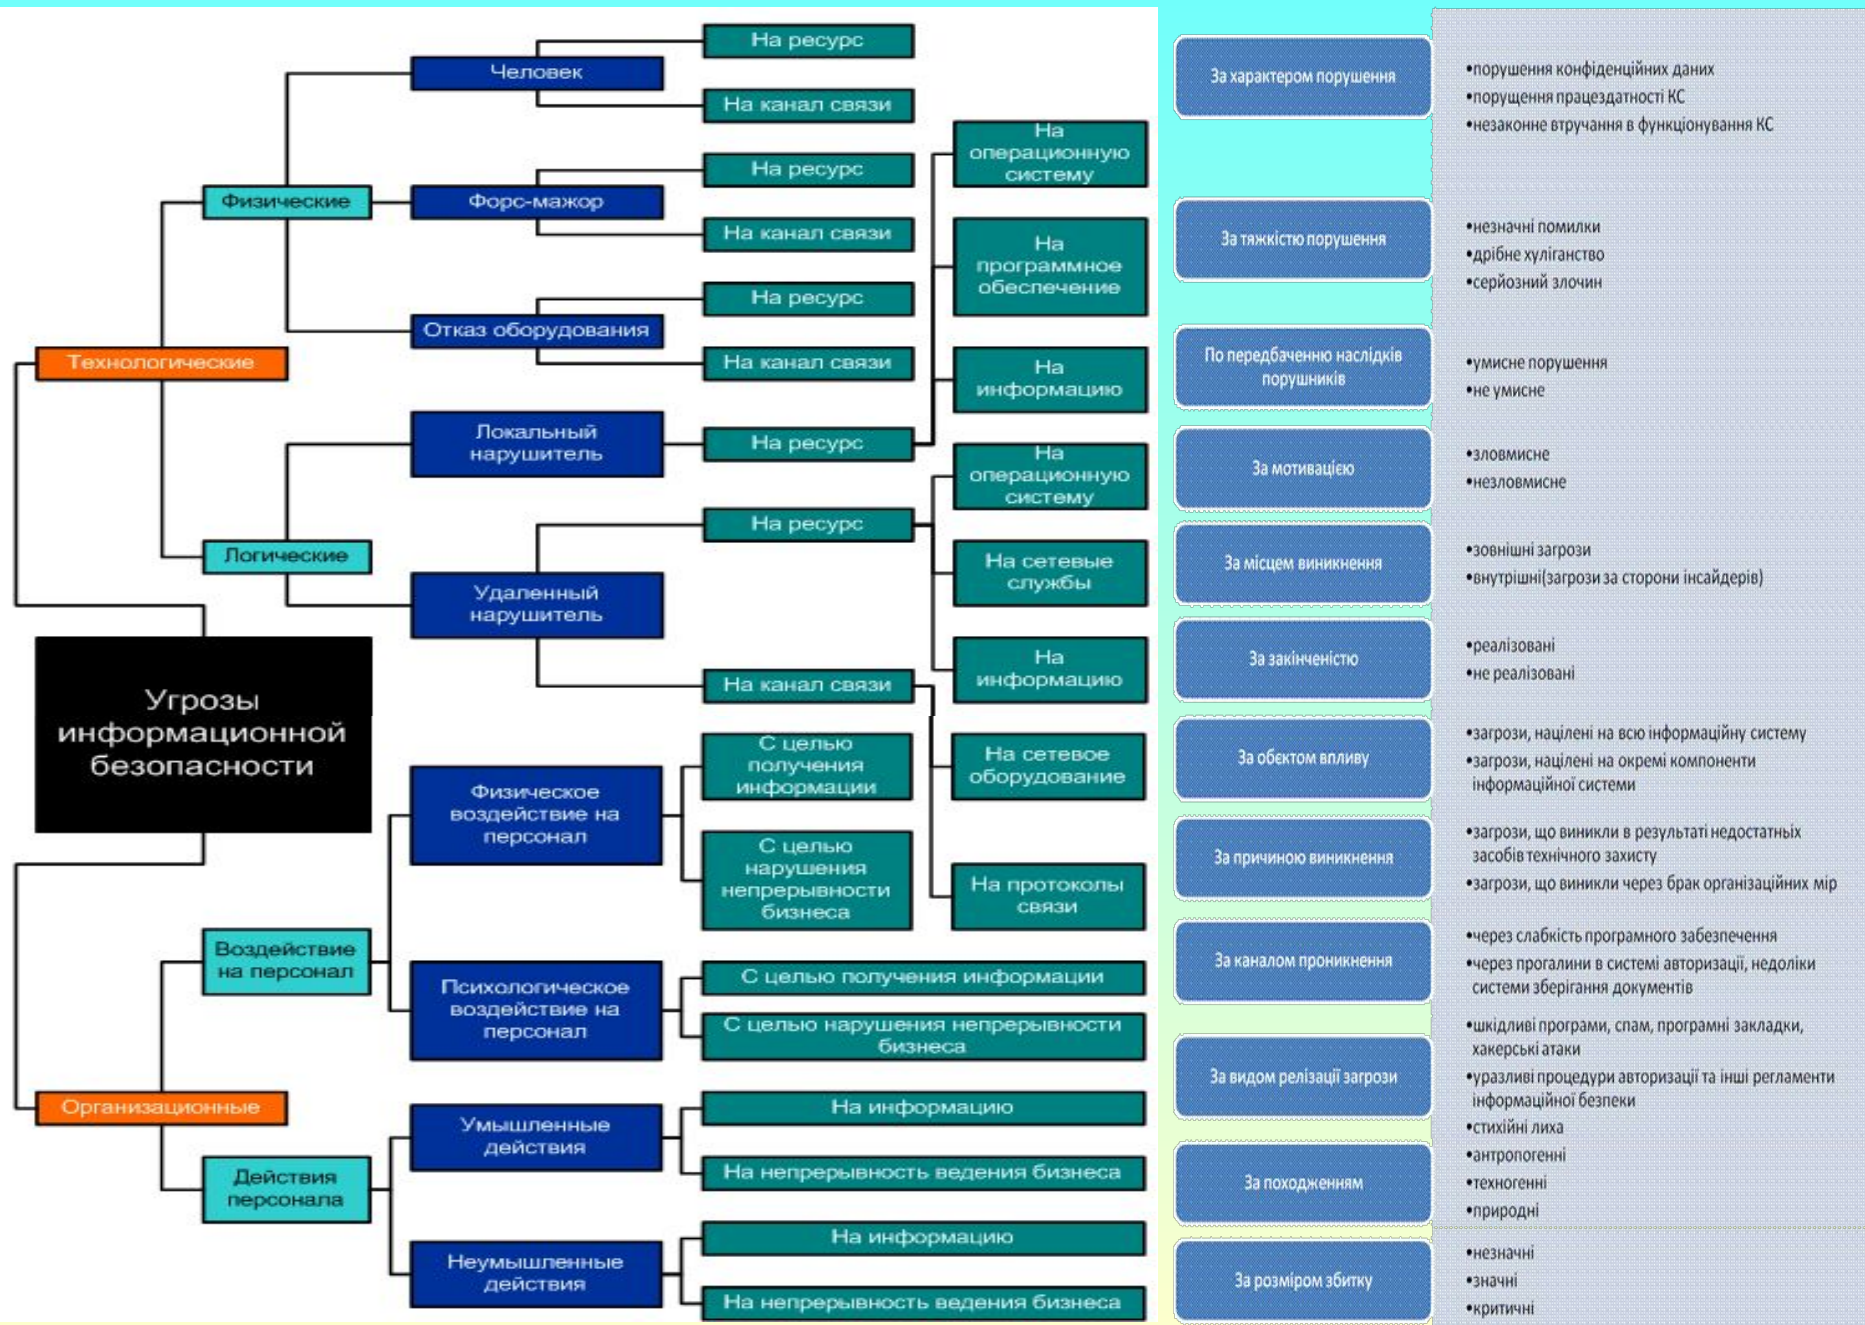 Угрозы
информационной
безопасности
Технологические
Физические
Человек
На ресурс
На канал связи
Форс-мажор
На ресурс
На канал связи
Отказ оборудования
На ресурс
На канал связи
Логические
Локальный
нарушитель
На ресурс
На
операционную
систему
На
программное
обеспечение
На
информацию
Удаленный
нарушитель
На ресурс
На
операционную
систему
На сетевые
службы
На
информацию
На канал связи
На сетевое
оборудование
На протоколы
связи
Организационные
Воздействие
на персонал
Физическое
воздействие на
персонал
С целью
получения
информации
С целью
нарушения
непрерывности
бизнеса
Психологическое
воздействие на
персонал
С целью получения информации
С целью нарушения непрерывности
бизнеса
Действия
персонала
Умышленные
действия
На информацию
На непрерывность ведения бизнеса
Неумышленные
действия
На информацию
На непрерывность ведения бизнеса
За характером порушення
•порушення конфіденційних даних
•порущення працездатності КС
•незаконне втручання в функціонування КС
За тяжкістю порушення
•незначні помилки
•дрібне хуліганство
•серйозний злочин
По передбаченню наслідків
порушників
•умисне порушення
•не умисне
За мотивацією
•зловмисне
•незловмисне
За місцем виникнення
•зовнішні загрози
•внутрішні(загрози за сторони інсайдерів)
За закінченістю
•реалізовані
•не реалізовані
За обєктом впливу
•загрози, націлені на всю інформаційну систему
•загрози, націлені на окремі компоненти
інформаційної системи
За причиною виникнення
•загрози, що виникли в результаті недостатньіх
засобів технічного захисту
•загрози, що виникли через брак організаційних мір
За каналом проникнення
•через слабкість програмного забезпечення
•через прогалини в системі авторизації, недоліки
системи зберігання документів
За видом релізації загрози
•шкідливі програми, спам, програмні закладки,
хакерські атаки
•уразливі процедури авторизації та інші регламенти
інформаційної безпеки
За походженням
•стихійні лиха
•антропогенні
•техногенні
•природні
За розміром збитку
•незначні
•значні
•критичні